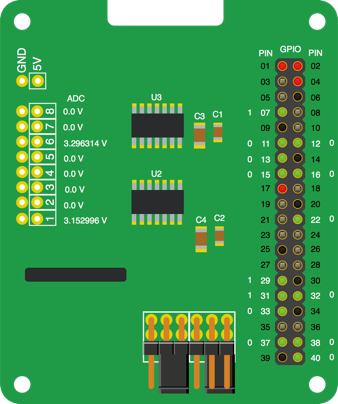 GND 5V
ADC
8 0.0 V
7 0.0 V
6 3.296314 V
5 0.0 V
4 0.0 V
3 0.0 V
2 0.0 V
1 3.152996 V
U3
C3 C1
U2
C4 C2
PIN GPIO PIN
01 02
03 04
05 06
1 07 08
09 10
0 11 12 0
0 13 14
0 15 16 0
17 18
19 20
21 22 0
23 24
25 26
27 28
1 29 30
1 31 32 0
0 33 34
35 36
0 37 38 0
39 40 0